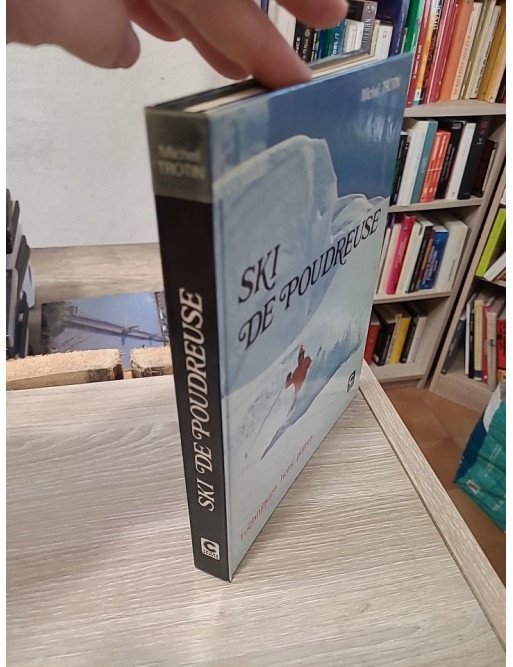 Michel
TROTIN
SKI DE POUDREUSE
Michel TROTIN
SKI
DE POUDREUSE
Techniques hors pistes